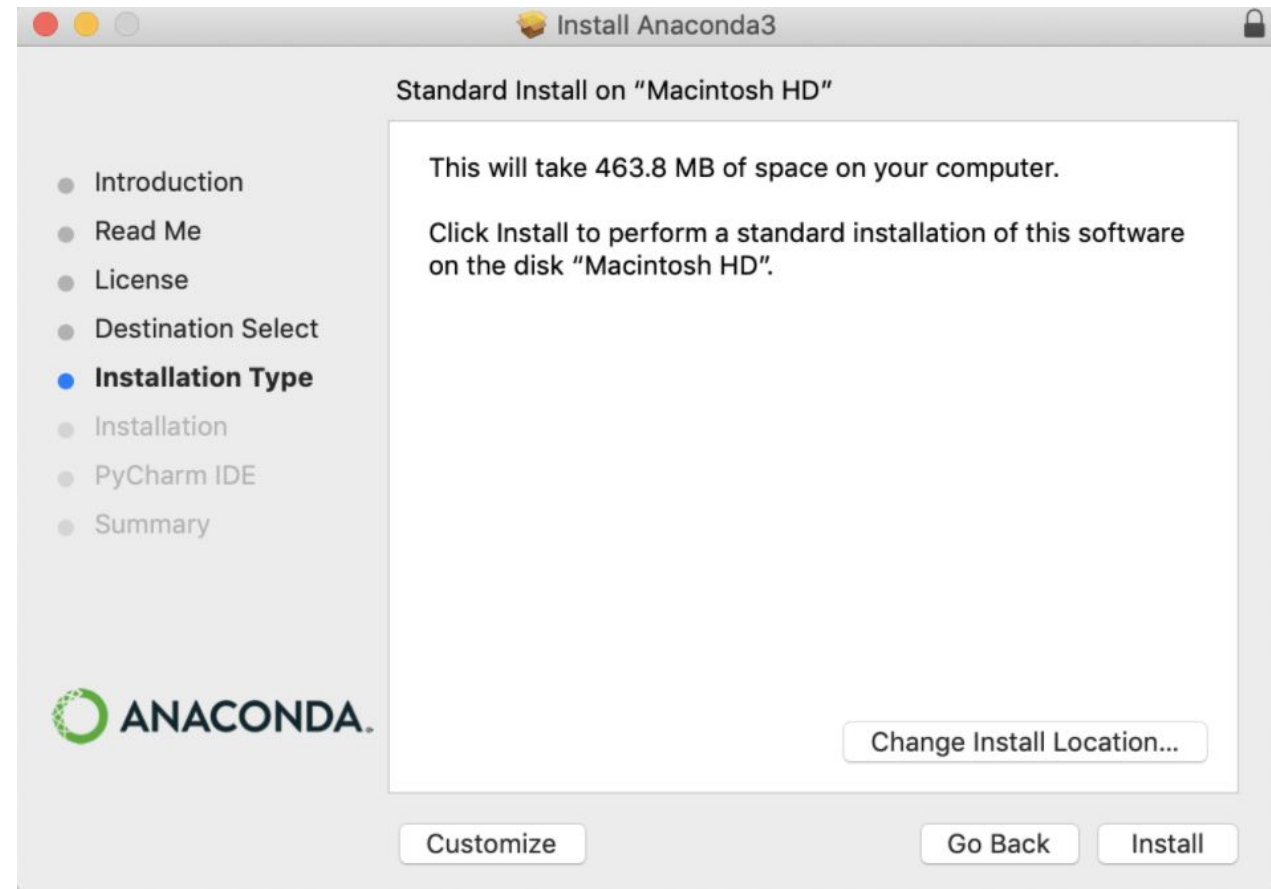 Install Anaconda3
Standard Install on “Macintosh HD”
Introduction
Read Me
License
Destination Select
Installation Type
Installation
PyCharm IDE
Summary
This will take 463.8 MB of space on your computer.
Click Install to perform a standard installation of this software
on the disk “Macintosh HD”.
ANACONDA.
Change Install Location...
Customize
Go Back
Install